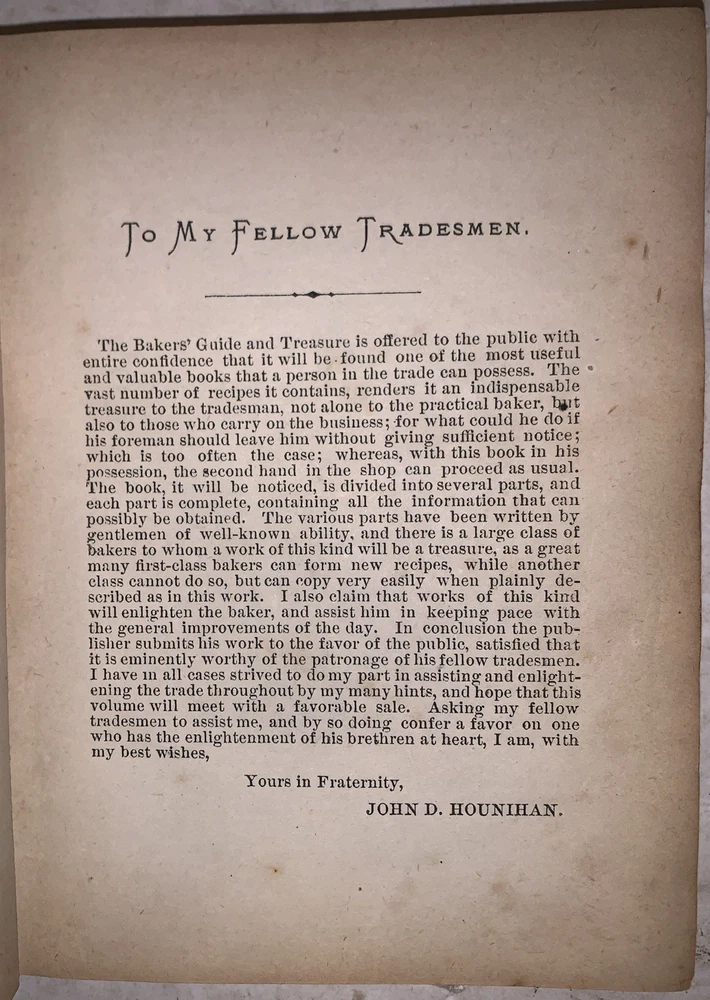 TO MY FELLOW TRADESMEN.
The Bakers' Guide and Treasure is offered to the public with
entire confidence that it will be found one of the most useful
and valuable books that a person in the trade can possess. The
vast number of recipes it contains, renders it an indispensable
treasure to the tradesman, not alone to the practical baker, but
also to those who carry on the business; for what could he do if
his foreman should leave him without giving sufficient notice;
which is too often the case; whereas, with this book in his
possession, the second hand in the shop can proceed as usual.
The book, it will be noticed, is divided into several parts, and
each part is complete, containing all the information that can
possibly be obtained. The various parts have been written by
gentlemen of well-known ability, and there is a large class of
bakers to whom a work of this kind will be a treasure, as a great
many first-class bakers can form new recipes, while another
class cannot do so, but can copy very easily when plainly de-
scribed as in this work. I also claim that works of this kind
will enlighten the baker, and assist him in keeping pace with
the general improvements of the day. In conclusion the pub-
lisher submits his work to the favor of the public, satisfied that
it is eminently worthy of the patronage of his fellow tradesmen.
I have in all cases strived to do my part in assisting and enlight-
ening the trade throughout by my many hints, and hope that this
volume will meet with a favorable sale. Asking my fellow
tradesmen to assist me, and by so doing confer a favor on one
who has the enlightenment of his brethren at heart, I am, with
my best wishes,
Yours in Fraternity,
JOHN D. HOUNIHAN.